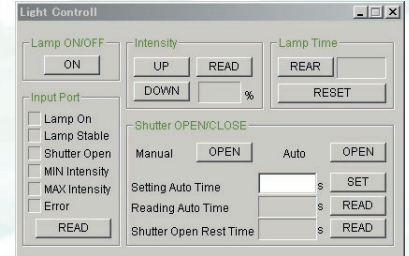 Light Controll
Lamp ON/OFF
ON
Intensity
UP
READ
DOWN
%
Lamp Time
REAR
RESET
Input Port
Lamp On
Lamp Stable
Shutter Open
MIN Intensity
MAX Intensity
Error
READ
Shutter OPEN/CLOSE
Manual
OPEN
Auto
OPEN
Setting Auto Time
s
SET
Reading Auto Time
s
READ
Shutter Open Rest Time
s
READ